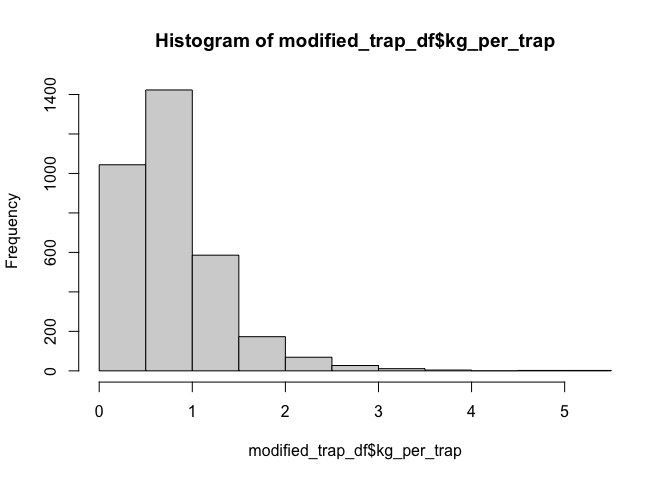 Histogram of modified_trap_df$kg_per_trap
Frequency
1400
1000
600
200
0
0 1 2 3 4 5
modified_trap_df$kg_per_trap